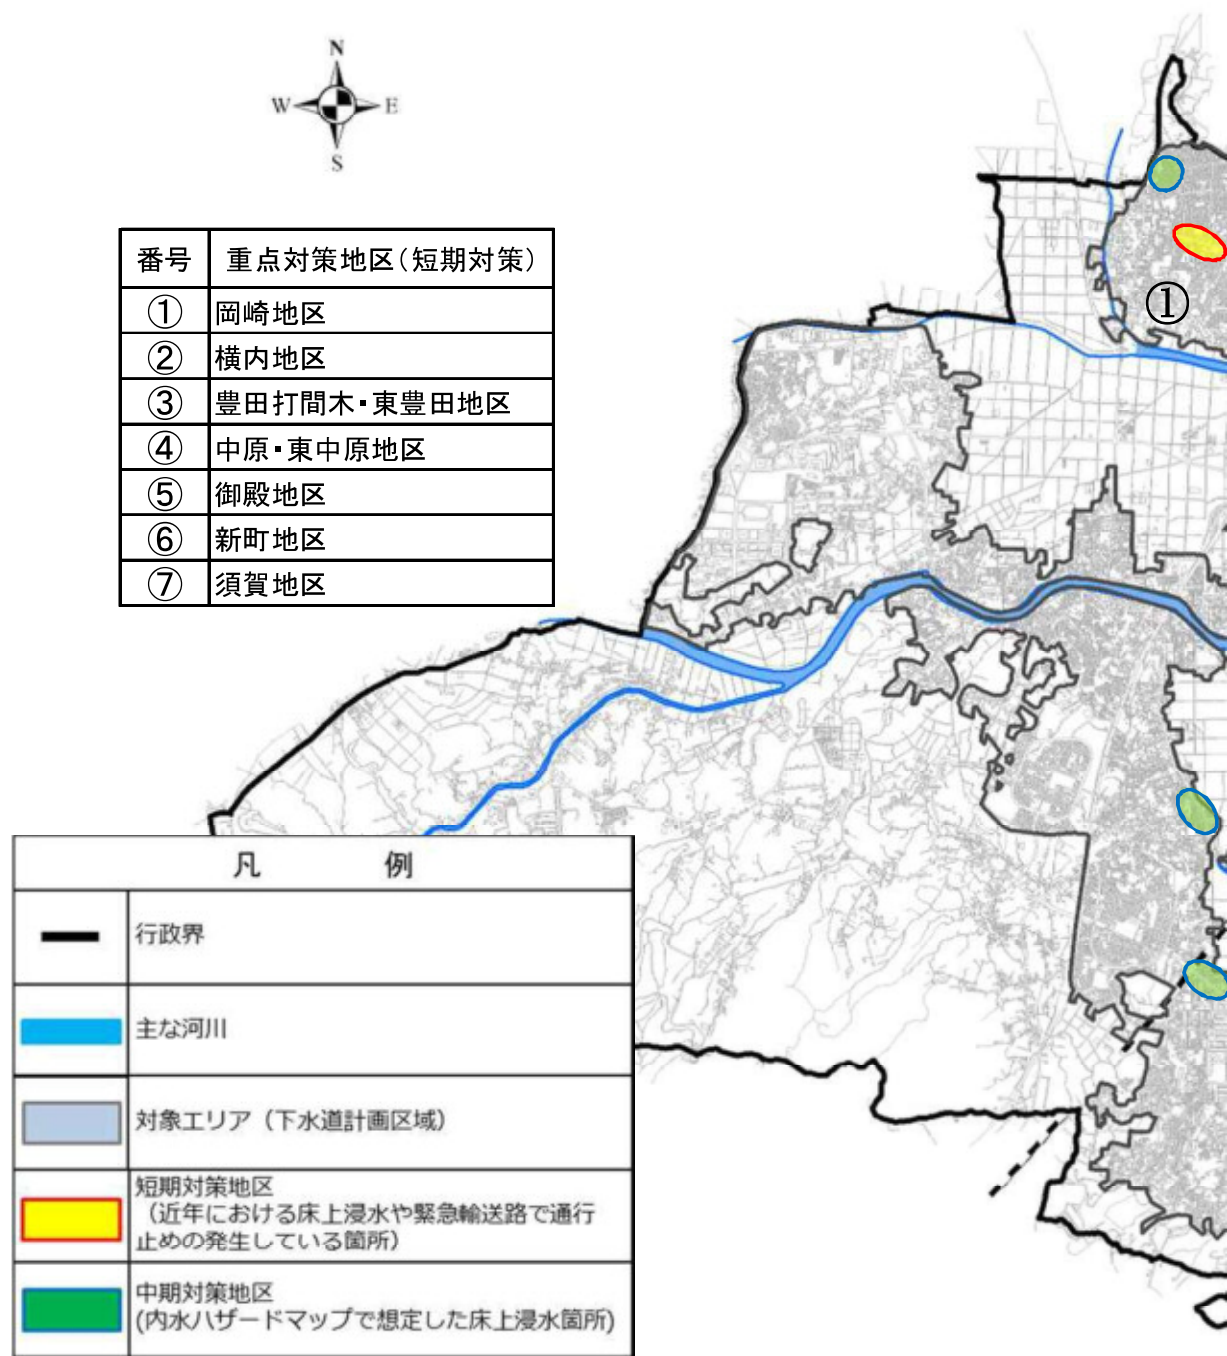 N
W E
S
番号 重点対策地区(短期対策)
① 岡崎地区
② 横内地区
③ 豊田打間木・東豊田地区
④ 中原・東中原地区
⑤ 御殿地区
⑥ 新町地区
⑦ 須賀地区
①
凡 例
行政界
主な河川
対象エリア（下水道計画区域）
短期対策地区
（近年における床上浸水や緊急輸送路で通行
止めの発生している箇所）
中期対策地区
(内水ハザードマップで想定した床上浸水箇所)